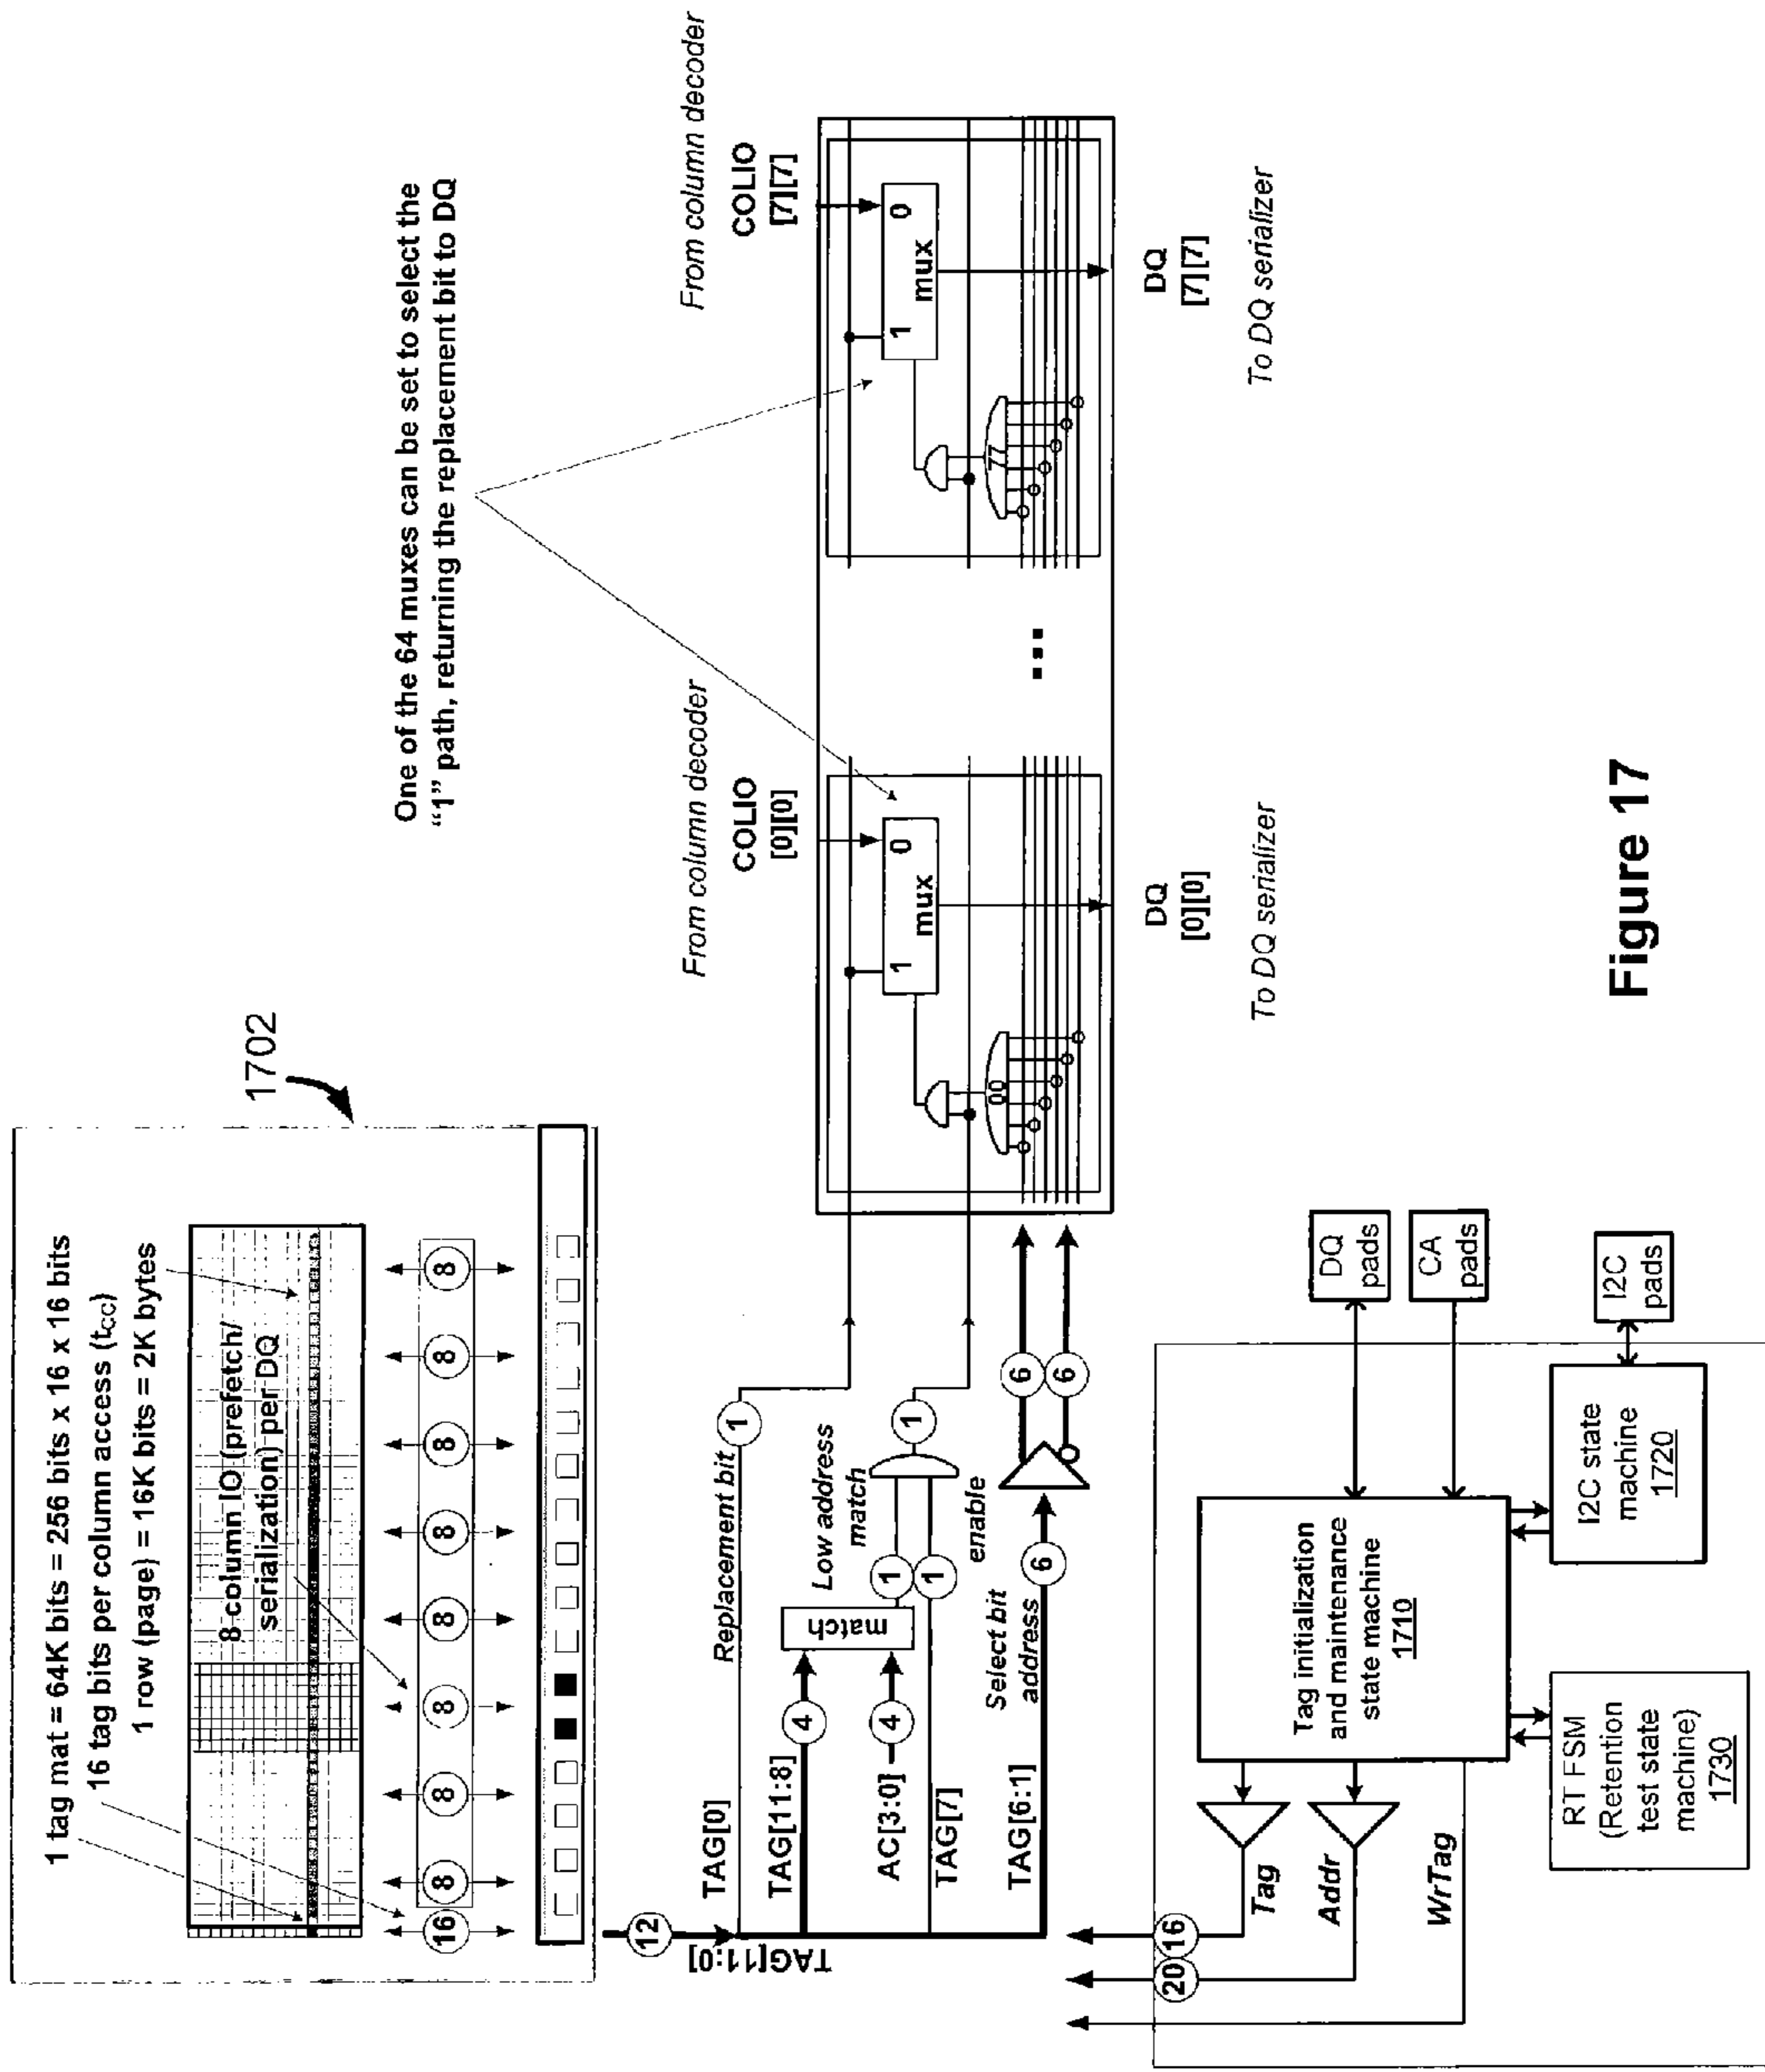 1702
1 tag mat = 64K bits = 256 bits x 16 x 16 bits
16 tag bits per column access (tCC)
1 row (page) = 16K bits = 2K bytes
8 column IO (prefetch/
serialization) per DQ
16
8
8
8
8
8
8
8
8
One of the 64 muxes can be set to select the
“1” path, returning the replacement bit to DQ
12
TAG[11:0]
TAG[0]
Replacement bit
1
TAG[11:8]
4
AC[3:0]
4
match
Low address
match
1
1
1
TAG[7]
enable
TAG[6:1]
Select bit
address
6
6
6
From column decoder
COLIO
[0][0]
1
0
mux
00
DQ
[0][0]
To DQ serializer
...
From column decoder
COLIO
[7][7]
1
0
mux
77
DQ
[7][7]
To DQ serializer
16
20
Tag
Addr
WrTag
Tag initialization
and maintenance
state machine
1710
DQ
pads
CA
pads
I2C
pads
I2C state
machine
1720
RT FSM
(Retention
test state
machine)
1730
Figure 17